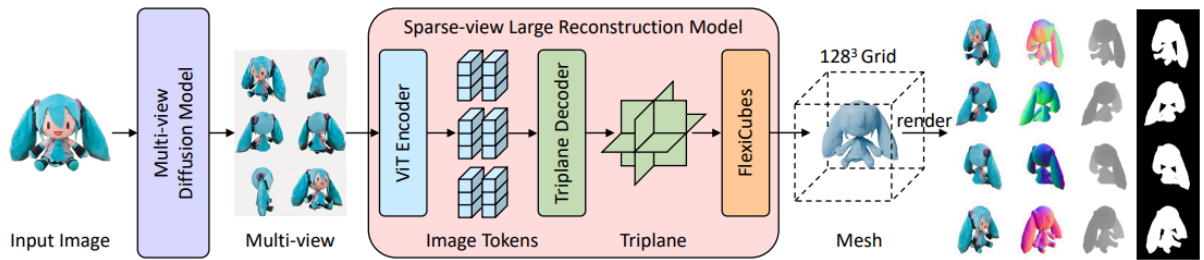 Sparse-view Large Reconstruction Model
Multi-view
Diffusion Model
ViT Encoder
Triplane Decoder
FlexiCubes
128³ Grid
render
Input Image
Multi-view
Image Tokens
Triplane
Mesh